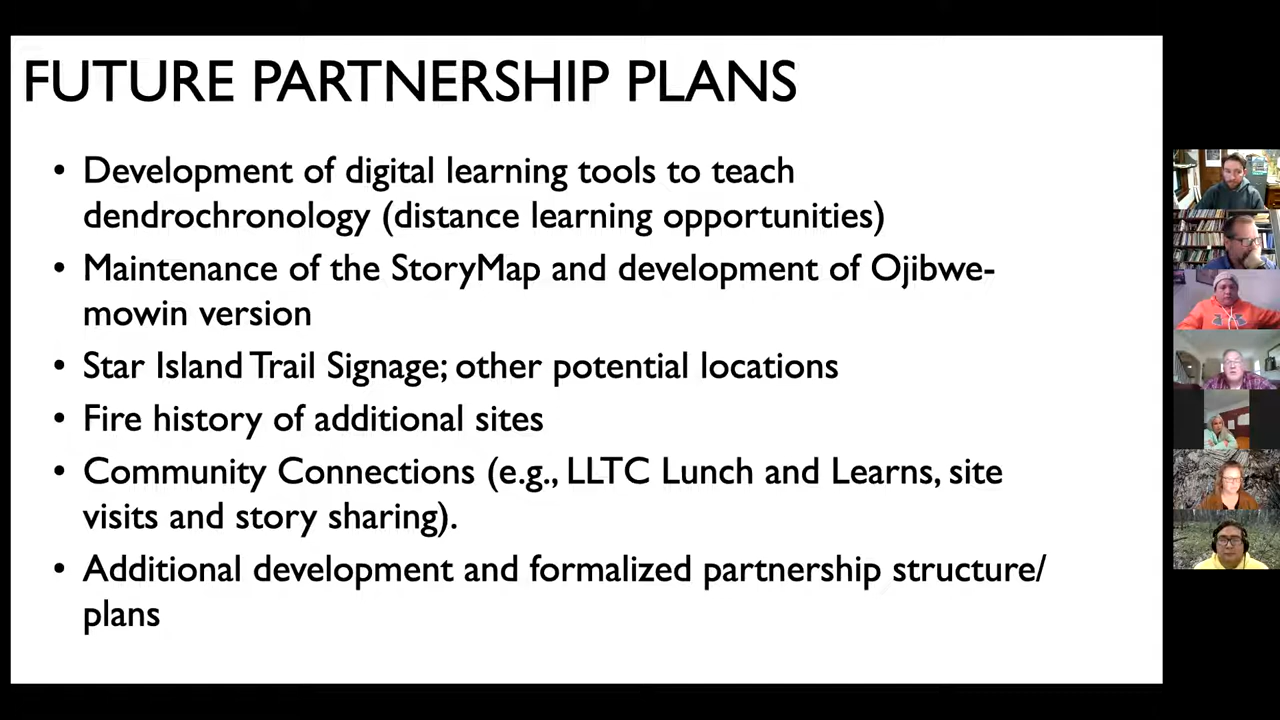 FUTURE PARTNERSHIP PLANS
• Development of digital learning tools to teach
dendrochronology (distance learning opportunities)
• Maintenance of the StoryMap and development of Ojibwe-
mowin version
• Star Island Trail Signage; other potential locations
• Fire history of additional sites
• Community Connections (e.g., LLTC Lunch and Learns, site
visits and story sharing).
• Additional development and formalized partnership structure/
plans